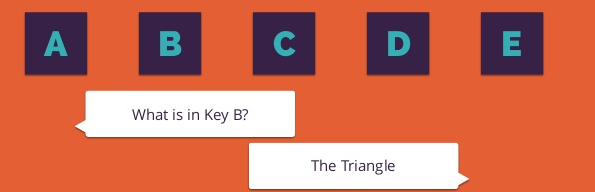 A B C D E
What is in Key B?
The Triangle